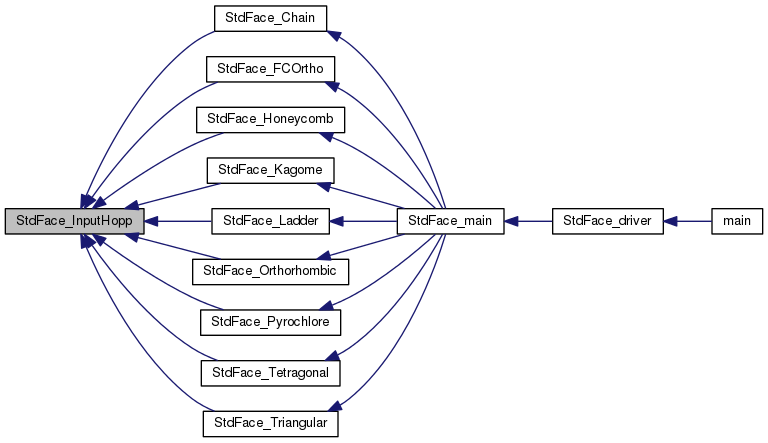 StdFace_Chain
StdFace_FCOrtho
StdFace_Honeycomb
StdFace_Kagome
StdFace_InputHopp
StdFace_Ladder
StdFace_main
StdFace_driver
main
StdFace_Orthorhombic
StdFace_Pyrochlore
StdFace_Tetragonal
StdFace_Triangular